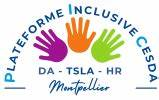 PLATEFORME INCLUSIVE CESDA
DA - TSLA - HR
Montpellier